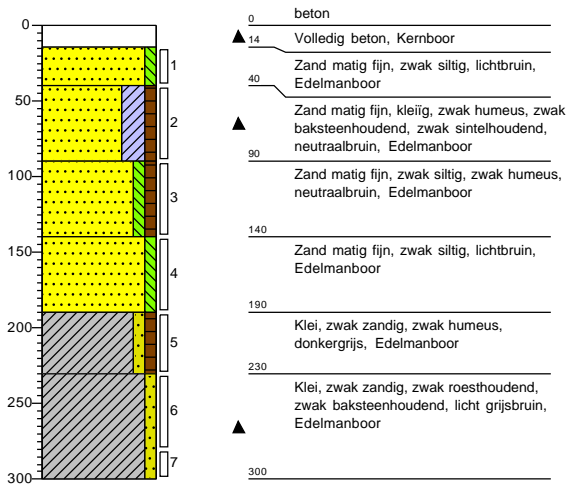 0
50
100
150
200
250
300
1
2
3
4
5
6
7
beton
0
Volledig beton, Kernboor
14
Zand matig fijn, zwak siltig, lichtbruin,
Edelmanboor
40
Zand matig fijn, kleiïg, zwak humeus, zwak
baksteenhoudend, zwak sintelhoudend,
neutraalbruin, Edelmanboor
90
Zand matig fijn, zwak siltig, zwak humeus,
neutraalbruin, Edelmanboor
140
Zand matig fijn, zwak siltig, lichtbruin,
Edelmanboor
190
Klei, zwak zandig, zwak humeus,
donkergrijs, Edelmanboor
230
Klei, zwak zandig, zwak roesthoudend,
zwak baksteenhoudend, licht grijsbruin,
Edelmanboor
300